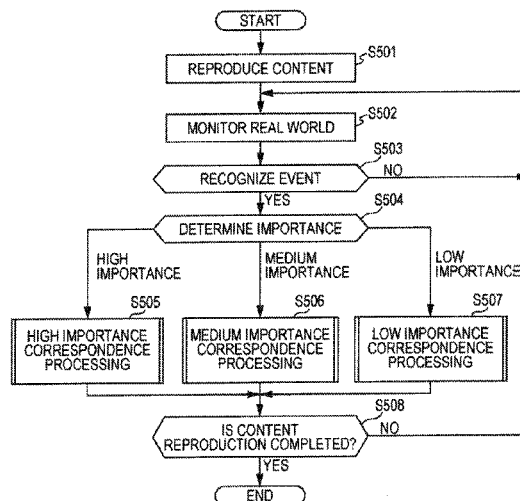 START
S501
REPRODUCE CONTENT
S502
MONITOR REAL WORLD
S503
RECOGNIZE EVENT
NO
YES
S504
DETERMINE IMPORTANCE
HIGH
IMPORTANCE
MEDIUM
IMPORTANCE
LOW
IMPORTANCE
S505
HIGH IMPORTANCE
CORRESPONDENCE
PROCESSING
S506
MEDIUM IMPORTANCE
CORRESPONDENCE
PROCESSING
S507
LOW IMPORTANCE
CORRESPONDENCE
PROCESSING
S508
IS CONTENT
REPRODUCTION COMPLETED?
NO
YES
END